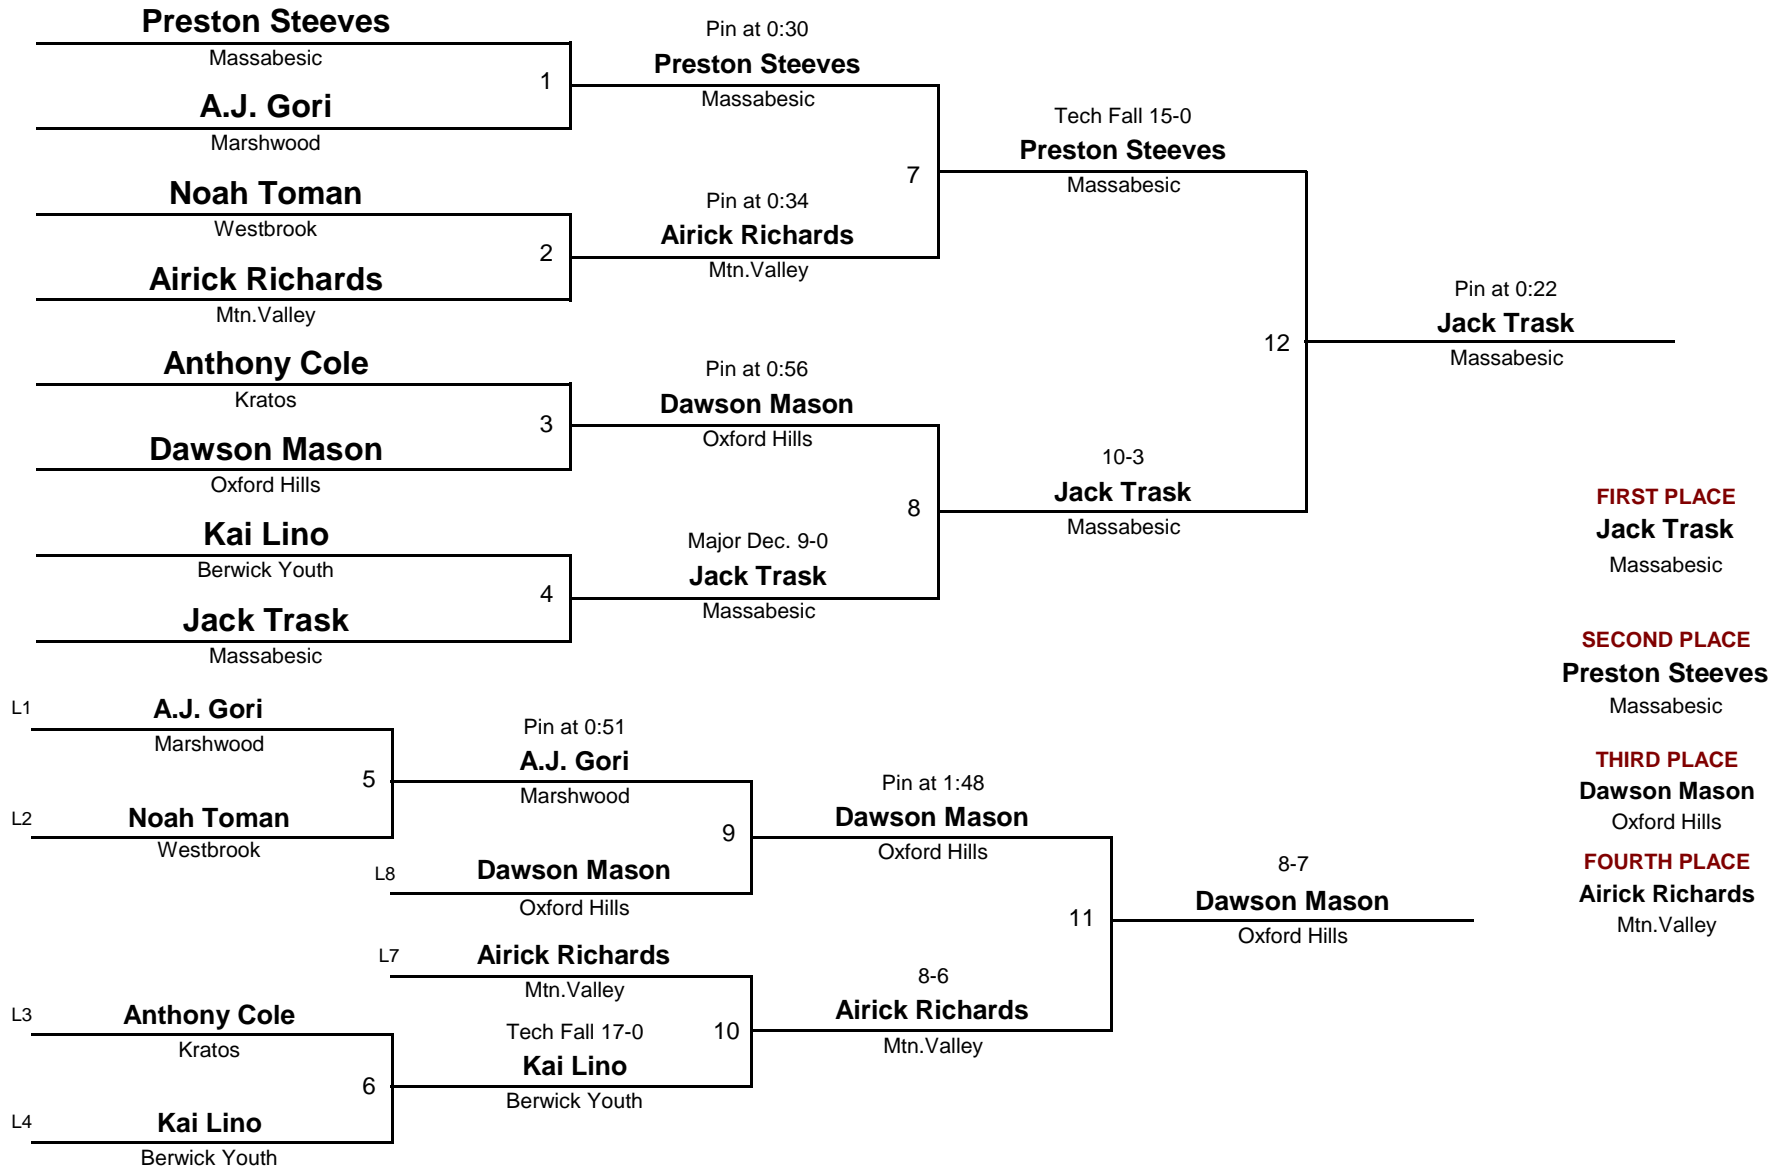 Preston Steeves
Massabesic
1
A.J. Gori
Marshwood
Noah Toman
Westbrook
2
Airick Richards
Mtn.Valley
Anthony Cole
Kratos
3
Dawson Mason
Oxford Hills
Kai Lino
Berwick Youth
4
Jack Trask
Massabesic
Pin at 0:30
Preston Steeves
Massabesic
7
Pin at 0:34
Airick Richards
Mtn.Valley
Pin at 0:56
Dawson Mason
Oxford Hills
8
Major Dec. 9-0
Jack Trask
Massabesic
Tech Fall 15-0
Preston Steeves
Massabesic
12
10-3
Jack Trask
Massabesic
Pin at 0:22
Jack Trask
Massabesic
FIRST PLACE
Jack Trask
Massabesic
SECOND PLACE
Preston Steeves
Massabesic
THIRD PLACE
Dawson Mason
Oxford Hills
FOURTH PLACE
Airick Richards
Mtn.Valley
L1
A.J. Gori
Marshwood
5
L2
Noah Toman
Westbrook
L3
Anthony Cole
Kratos
6
L4
Kai Lino
Berwick Youth
Pin at 0:51
A.J. Gori
Marshwood
9
L8
Dawson Mason
Oxford Hills
L7
Airick Richards
Mtn.Valley
10
Tech Fall 17-0
Kai Lino
Berwick Youth
Pin at 1:48
Dawson Mason
Oxford Hills
11
8-6
Airick Richards
Mtn.Valley
8-7
Dawson Mason
Oxford Hills